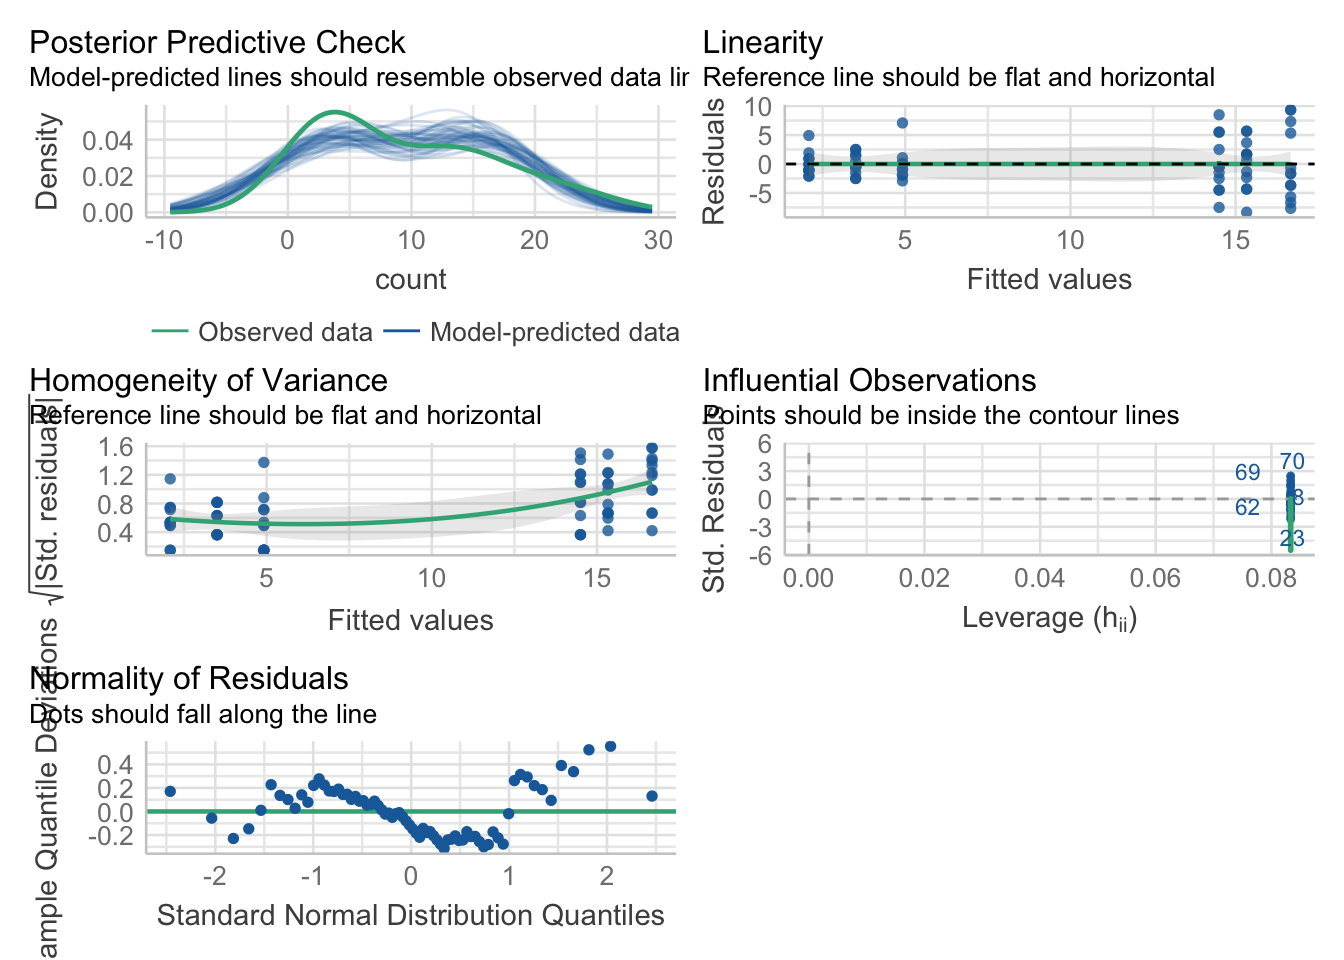 Posterior Predictive Check
Model-predicted lines should resemble observed data lir
Density
0.04
0.02
0.00
-10 0 10 20 30
count
Observed data Model-predicted data
Linearity
Reference line should be flat and horizontal
Residuals
10
5
0
-5
5 10 15
Fitted values
Homogeneity of Variance
Reference line should be flat and horizontal
√|Std. residuals|
1.6
1.2
0.8
0.4
5 10 15
Fitted values
Influential Observations
Points should be inside the contour lines
Std. Residuals
6
3
0
-3
-6
70
69
8
62
23
0.00 0.02 0.04 0.06 0.08
Leverage (hii)
Normality of Residuals
Dots should fall along the line
ample Quantile Deviations
0.4
0.2
0.0
-0.2
-2 -1 0 1 2
Standard Normal Distribution Quantiles